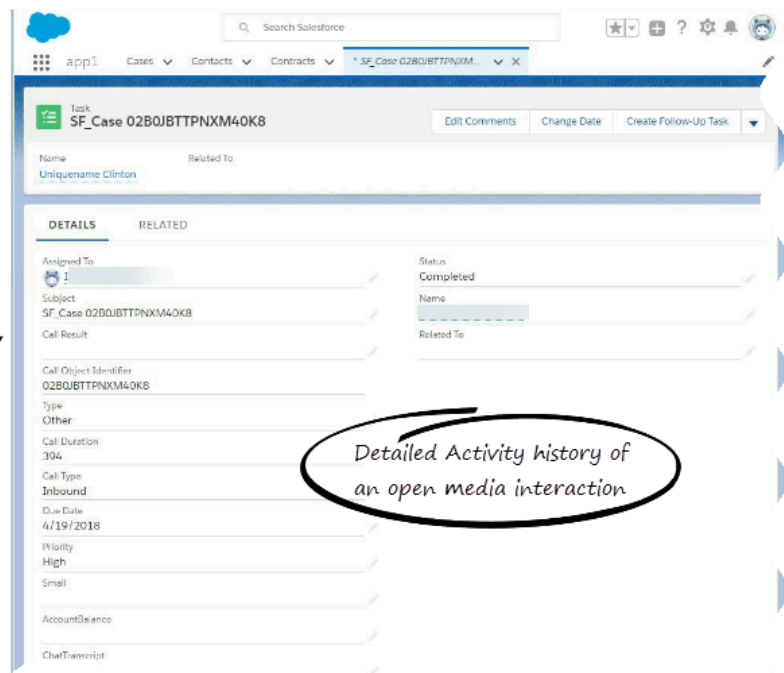 Search Salesforce
app1 Cases Contacts Contracts * SF_Case 02B0JBTTPNXM...
Task
SF_Case 02B0JBTTPNXM40K8
Edit Comments Change Date Create Follow-Up Task
Name Related To
Uniquename Clinton
DETAILS RELATED
Assigned To Status
Completed
Subject Name
SF_Case 02B0JBTTPNXM40K8
Call Result Related To
Call Object Identifier
02B0JBTTPNXM40K8
Type
Other
Call Duration
394
Call Type
Inbound
Due Date
4/19/2018
Priority
High
Small
AccountBalance
ChatTranscript
Detailed Activity history of
an open media interaction